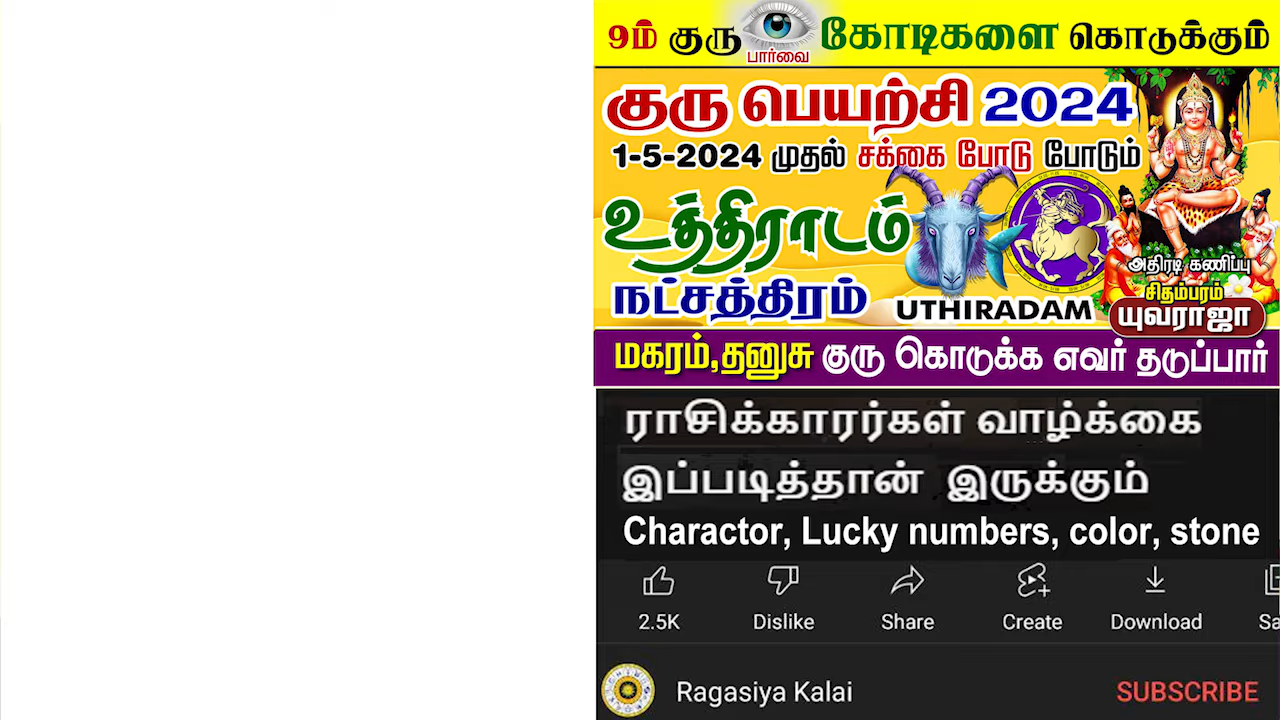 9ம் குரு பார்வை கோடிகளை கொடுக்கும்
குரு பெயற்சி 2024
1-5-2024 முதல் சக்கை போடு போடும்
உத்திராடம்
நட்சத்திரம்
UTHIRADAM
அதிரடி கணிப்பு
சிதம்பரம்
யுவராஜா
மகரம்,தனுசு குரு கொடுக்க எவர் தடுப்பார்
ராசிக்காரர்கள் வாழ்க்கை
இப்படித்தான் இருக்கும்
Charactor, Lucky numbers, color, stone
2.5K Dislike Share Create Download Sa
Ragasiya Kalai SUBSCRIBE